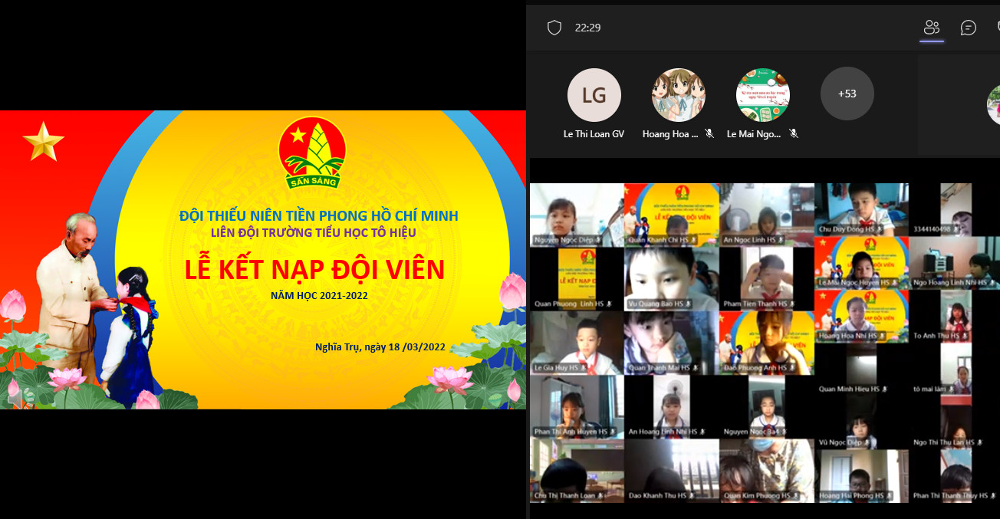 SẴN SÀNG
ĐỘI THIẾU NIÊN TIỀN PHONG HỒ CHÍ MINH
LIÊN ĐỘI TRƯỜNG TIỂU HỌC TÔ HIỆU
LỄ KẾT NẠP ĐỘI VIÊN
NĂM HỌC 2021-2022
Nghĩa Trụ, ngày 18 /03/2022
22:29
LG
+53
Le Thi Loan GV
Hoang Hoa ...
Le Mai Ngo...
Nguyen Ngoc Diệp
Quan Khanh Chi HS
An Ngoc Linh HS
Chu Duy Dong HS
3344140498
Quan Phuong Linh HS
Vu Quang Bao HS
Pham Tien Thanh HS
Le Mai Ngoc Huyen HS
Ngo Hoang Linh Nhi HS
LỄ KẾT NẠP Đ
Le Gia Huy HS
Quan Thanh Mai HS
Dao Phuong Anh HS
Hoang Hoa Nhi HS
To Anh Thu HS
Quan Minh Hieu HS
tô mai lâm
Phan Thi Anh Huyen HS
An Hoang Linh Nhi HS
Nguyen Ngoc
Vũ Ngọc Diệp
Ngo Thi Thu Lan HS
Chu Thị Thanh Loan
Dao Khanh Thu HS
Quan Kim Phuong HS
Hoang Hai Phong HS
Phan Thi Thanh Thuy HS